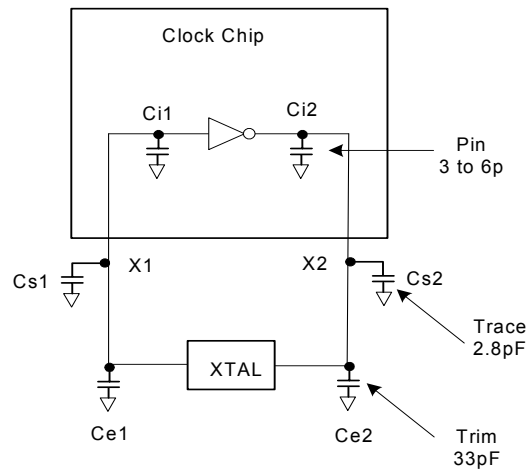 Clock Chip
Ci1
Ci2
Pin
3 to 6p
Cs1
X1
X2
Cs2
Trace
2.8pF
XTAL
Ce1
Ce2
Trim
33pF